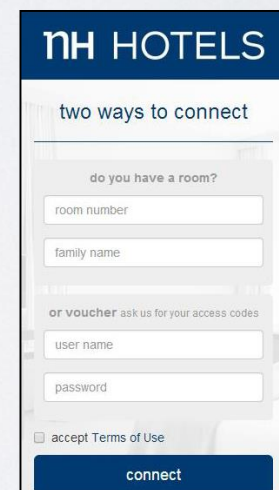 nH HOTELS
two ways to connect
do you have a room?
room number
family name
or voucher ask us for your access codes
user name
password
accept Terms of Use
connect